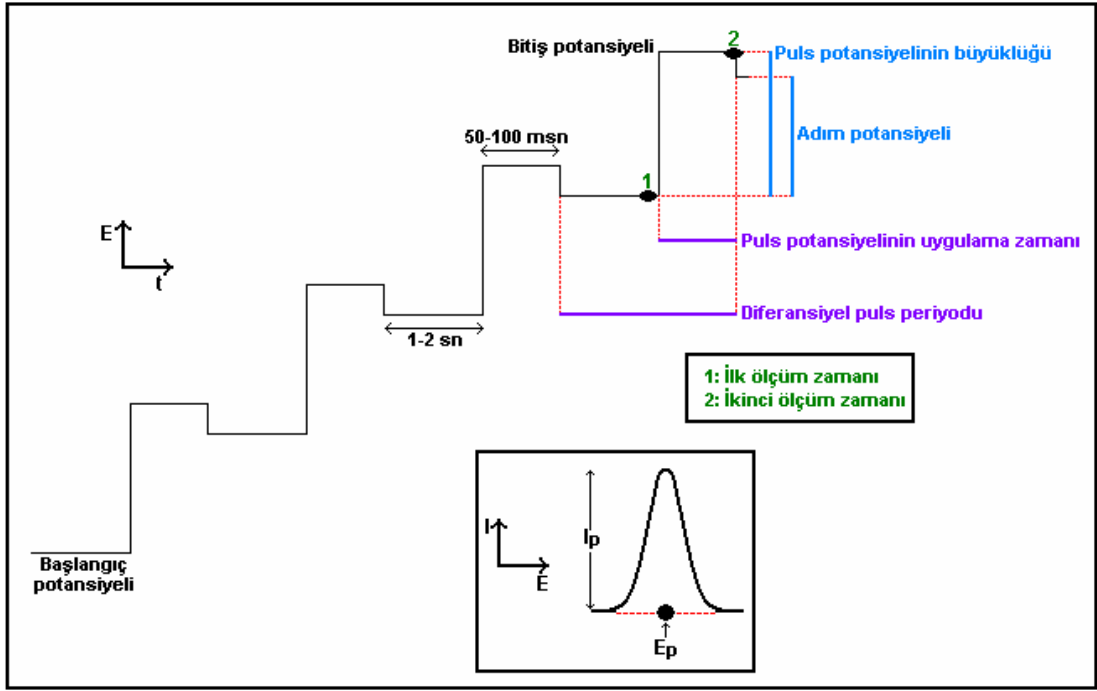 Bitiş potansiyeli
2
Puls potansiyelinin büyüklüğü
50-100 msn
Adım potansiyeli
1
E
t
Puls potansiyelinin uygulama zamanı
1-2 sn
Diferansiyel puls periyodu
1: İlk ölçüm zamanı
2: İkinci ölçüm zamanı
Başlangıç
potansiyeli
I
E
Ip
Ep